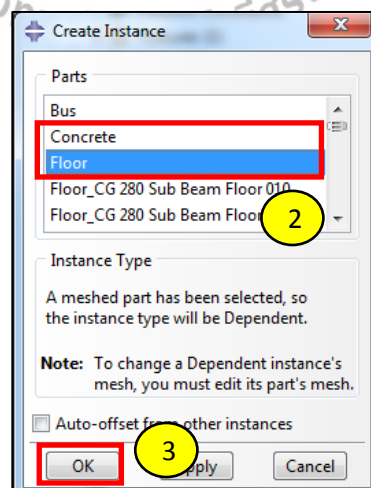 Create Instance
Parts
Bus
Concrete
Floor
Floor_CG 280 Sub Beam Floor 010
Floor_CG 280 Sub Beam Floor
2
Instance Type
A meshed part has been selected, so
the instance type will be Dependent.
Note: To change a Dependent instance's
mesh, you must edit its part's mesh.
Auto-offset from other instances
3
OK
Cancel